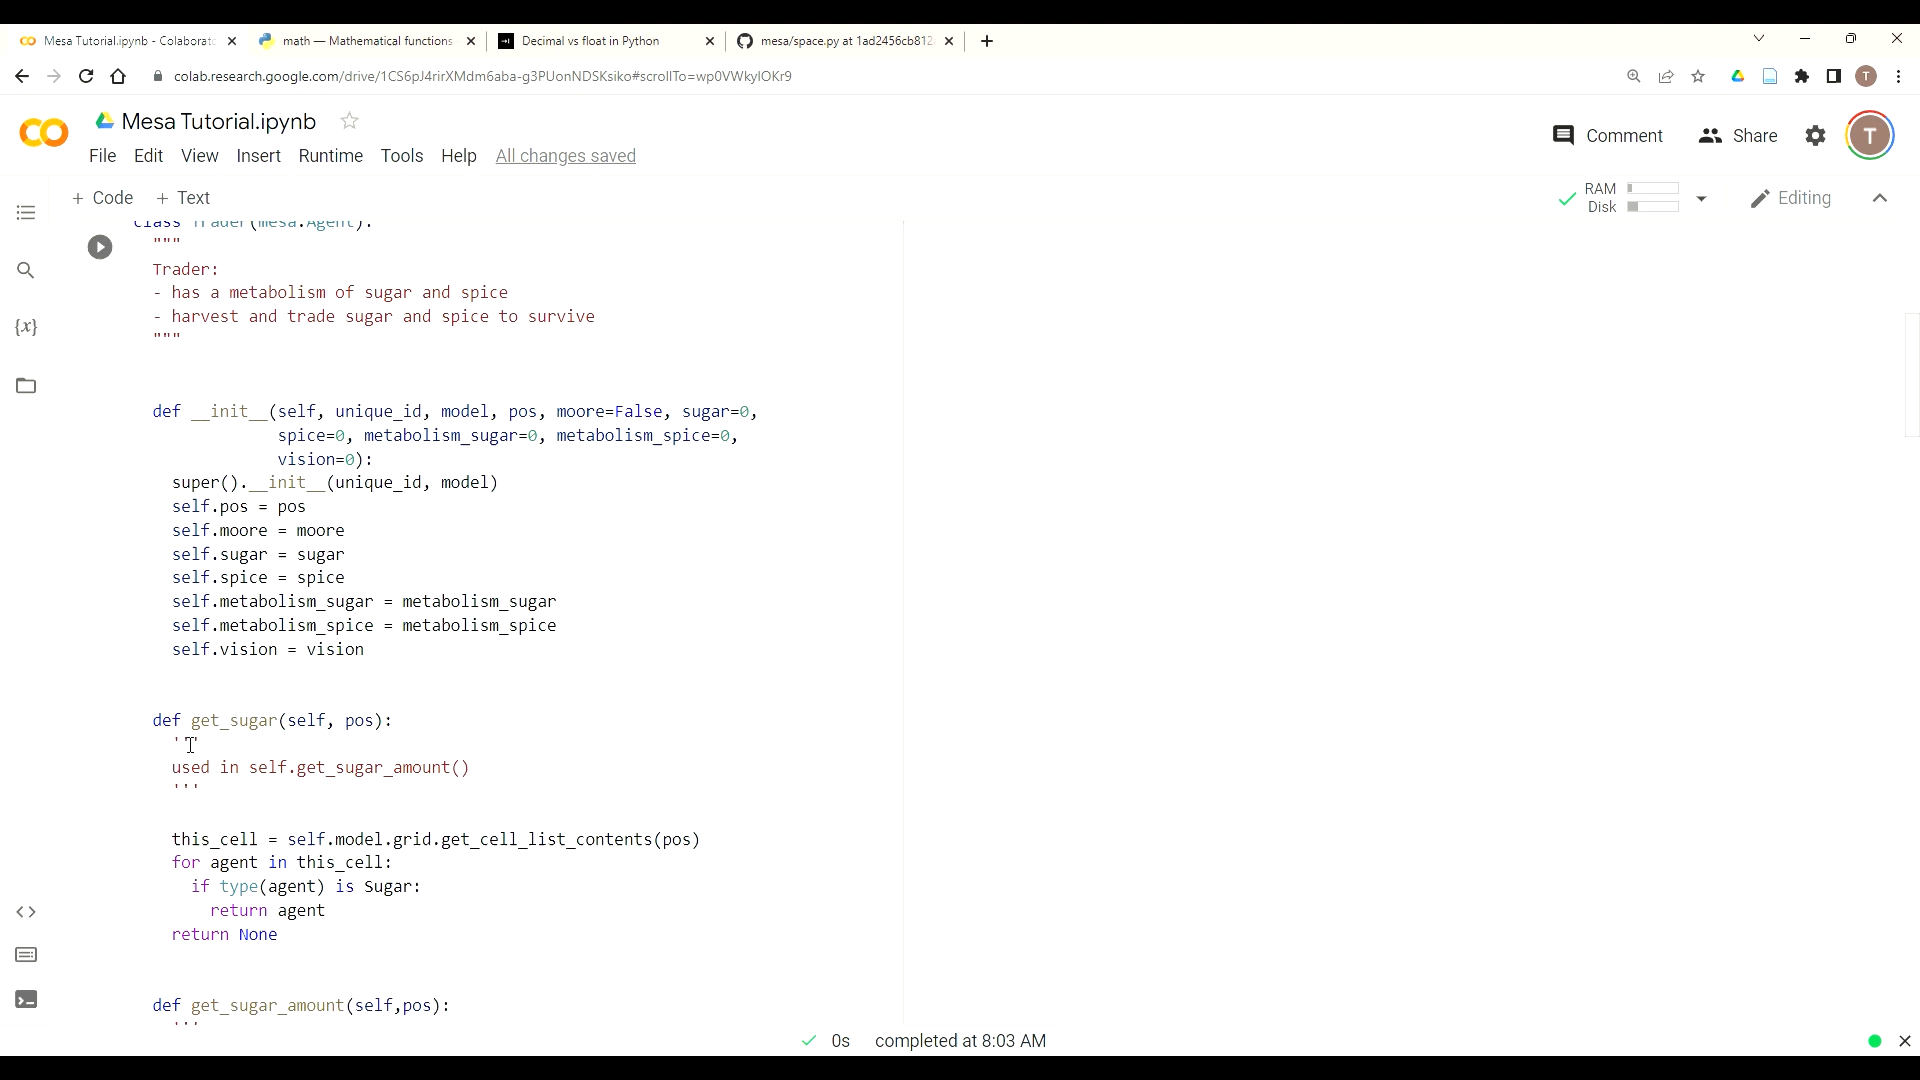 Mesa Tutorial.ipynb - Colaborato
math — Mathematical functions
Decimal vs float in Python
mesa/space.py at 1ad2456cb812
colab.research.google.com/drive/1CS6pJ4rirXMdm6aba-g3PUonNDSKsiko#scrollTo=wp0VWkyIOKr9
T
Mesa Tutorial.ipynb
Comment
Share
T
File Edit View Insert Runtime Tools Help All changes saved
+ Code + Text
RAM
Disk
Editing
class Trader(mesa.Agent):
"""
Trader:
- has a metabolism of sugar and spice
- harvest and trade sugar and spice to survive
"""
def __init__(self, unique_id, model, pos, moore=False, sugar=0,
spice=0, metabolism_sugar=0, metabolism_spice=0,
vision=0):
super().__init__(unique_id, model)
self.pos = pos
self.moore = moore
self.sugar = sugar
self.spice = spice
self.metabolism_sugar = metabolism_sugar
self.metabolism_spice = metabolism_spice
self.vision = vision
def get_sugar(self, pos):
'''
used in self.get_sugar_amount()
'''
this_cell = self.model.grid.get_cell_list_contents(pos)
for agent in this_cell:
if type(agent) is Sugar:
return agent
return None
def get_sugar_amount(self,pos):
'''
0s completed at 8:03 AM